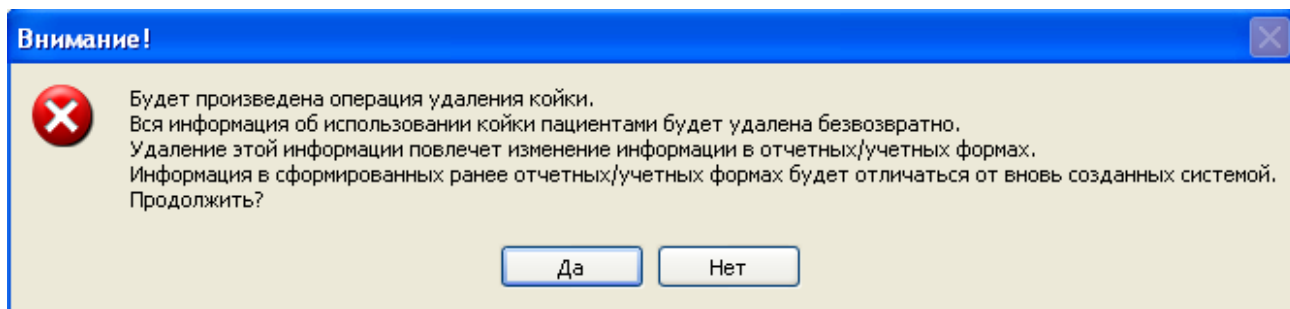 Внимание!
Будет произведена операция удаления койки.
Вся информация об использовании койки пациентами будет удалена безвозвратно.
Удаление этой информации повлечет изменение информации в отчетных/учетных формах.
Информация в сформированных ранее отчетных/учетных формах будет отличаться от вновь созданных системой.
Продолжить?
Да Нет